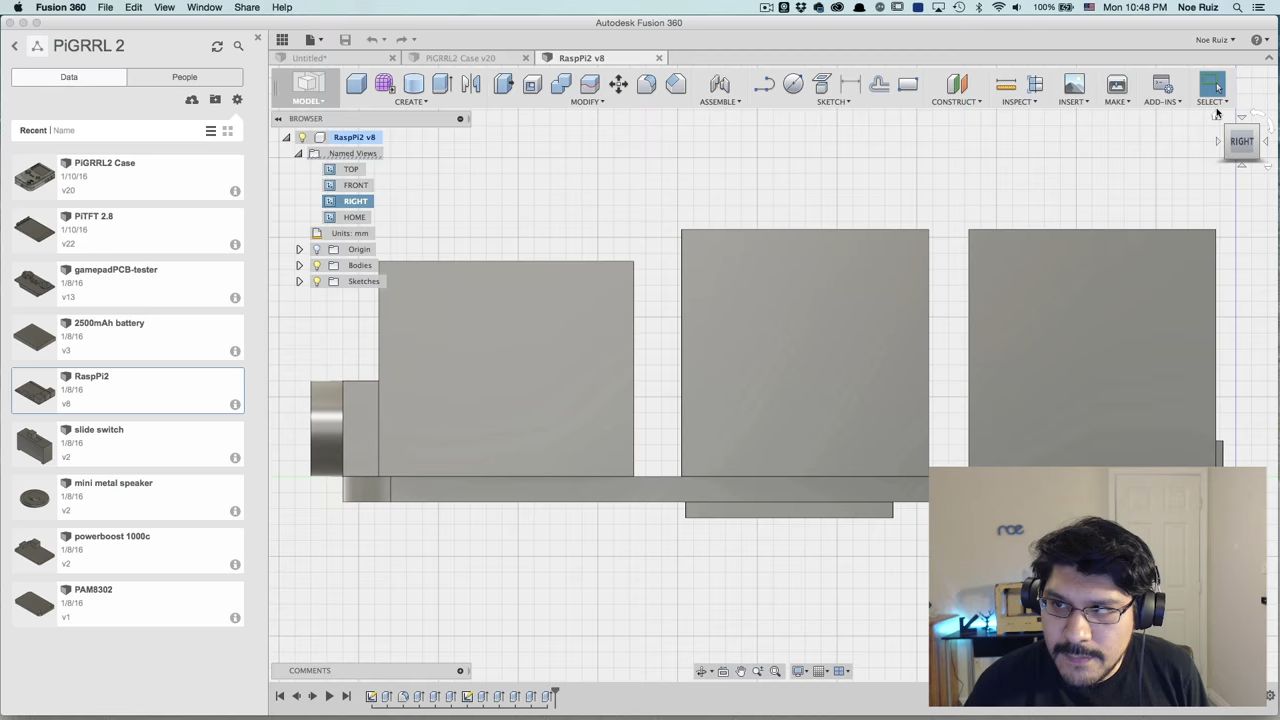 Fusion 360 File Edit View Window Share Help
100% Mon 10:48 PM Noe Ruiz
Autodesk Fusion 360
PiGRRL 2
Noe Ruiz
Data People
Untitled* PIGRRL2 Case v20 RaspPi2 v8
MODEL CREATE MODIFY ASSEMBLE SKETCH CONSTRUCT INSPECT INSERT MAKE ADD-INS SELECT
BROWSER
Recent | Name
RaspPi2 v8
RIGHT
Named Views
TOP
FRONT
RIGHT
HOME
Units: mm
Origin
Bodies
Sketches
PiGRRL2 Case
1/10/16
v20
PiTFT 2.8
1/10/16
v22
gamepadPCB-tester
1/8/16
v13
2500mAh battery
1/8/16
v3
RaspPi2
1/8/16
v8
slide switch
1/8/16
v2
mini metal speaker
1/8/16
v2
powerboost 1000c
1/8/16
v2
PAM8302
1/8/16
v1
noe
COMMENTS